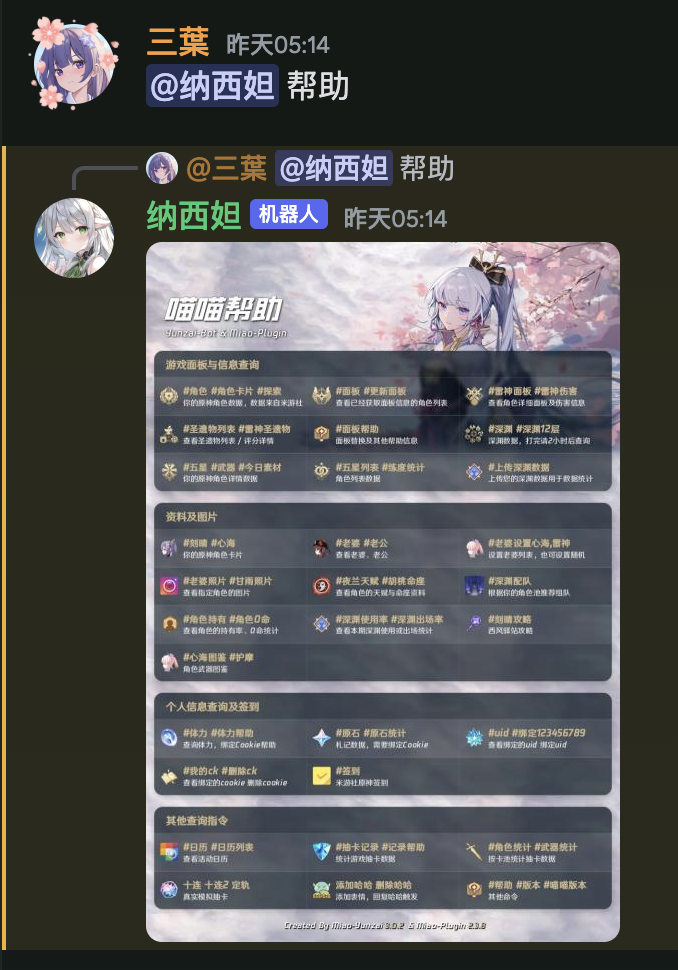 三葉 昨天05:14
@纳西妲 帮助
@三葉 @纳西妲 帮助
纳西妲 机器人 昨天05:14
喵喵帮助
Yunzai-Bot & Miao-Plugin
游戏面板与信息查询
#角色 #角色卡片 #探索
你的原神角色数据，数据来自米游社
#面板 #更新面板
查看已经获取面板信息的角色列表
#雷神面板 #雷神伤害
查看角色详细面板及伤害信息
#圣遗物列表 #雷神圣遗物
查看圣遗物列表 / 评分详情
#面板帮助
面板替换及其他帮助信息
#深渊 #深渊12层
深渊数据，打完请2小时后查询
#五星 #武器 #今日素材
你的原神角色详情数据
#五星列表 #练度统计
角色列表数据
#上传深渊数据
上传您的深渊数据用于数据统计
资料及图片
#刻晴 #心海
你的原神角色卡片
#老婆 #老公
查看老婆、老公
#老婆设置心海,雷神
设置老婆列表，也可设置随机
#老婆照片 #甘雨照片
查看指定角色的图片
#夜兰天赋 #胡桃命座
查看角色的天赋与命座资料
#深渊配队
根据你的角色池推荐组队
#角色持有 #角色0命
查看角色的持有率、0命统计
#深渊使用率 #深渊出场率
查看本期深渊使用或出场统计
#刻晴攻略
西风驿站攻略
#心海图鉴 #护摩
角色武器图鉴
个人信息查询及签到
#体力 #体力帮助
查询体力，绑定Cookie帮助
#原石 #原石统计
札记数据，需要绑定Cookie
#uid #绑定123456789
查看绑定的uid 绑定uid
#我的ck #删除ck
查看绑定的cookie 删除cookie
#签到
米游社原神签到
其他查询指令
#日历 #日历列表
查看活动日历
#抽卡记录 #记录帮助
统计游戏抽卡数据
#角色统计 #武器统计
按卡池统计抽卡数据
十连 十连2 定轨
真实模拟抽卡
添加哈哈 删除哈哈
添加表情，回复哈哈触发
#帮助 #版本 #喵喵版本
其他命令
Created By Miao-Yunzai 3.0.2 & Miao-Plugin 2.3.8